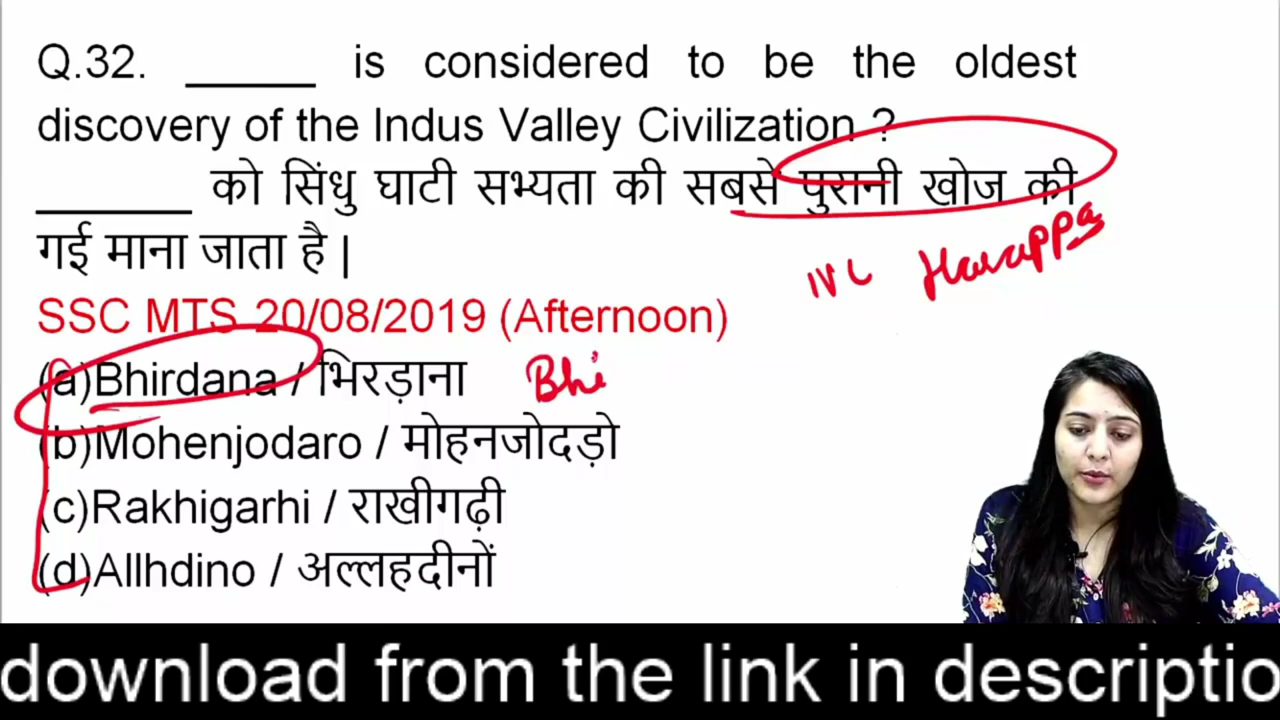 Q.32. _____ is considered to be the oldest
discovery of the Indus Valley Civilization ?
_______ को सिंधु घाटी सभ्यता की सबसे पुरानी खोज की
गई माना जाता है |
IVC Harappa
SSC MTS 20/08/2019 (Afternoon)
(a)Bhirdana / भिरड़ाना Bhi
(b)Mohenjodaro / मोहनजोदड़ो
(c)Rakhigarhi / राखीगढ़ी
(d)Allhdino / अल्लहदीनों
download from the link in descriptio